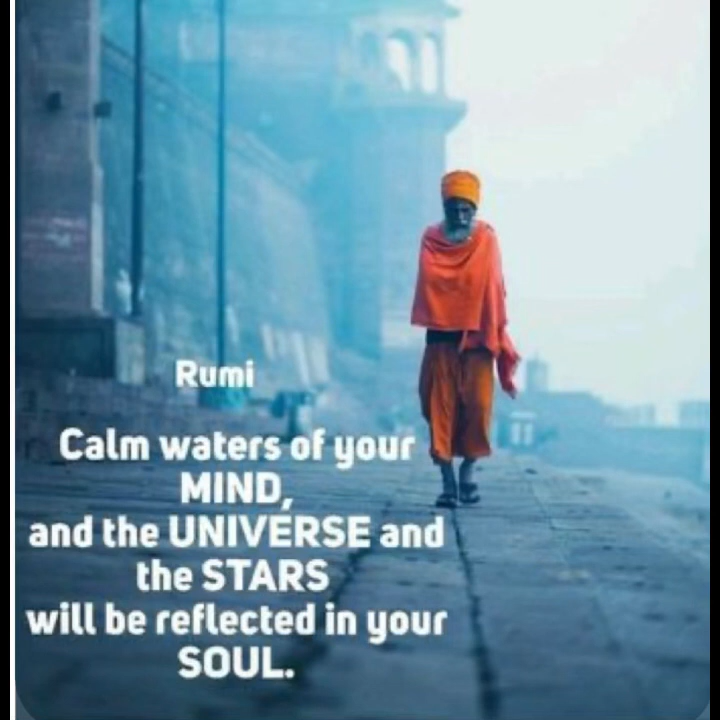 Rumi
Calm waters of your
MIND,
and the UNIVERSE and
the STARS
will be reflected in your
SOUL.